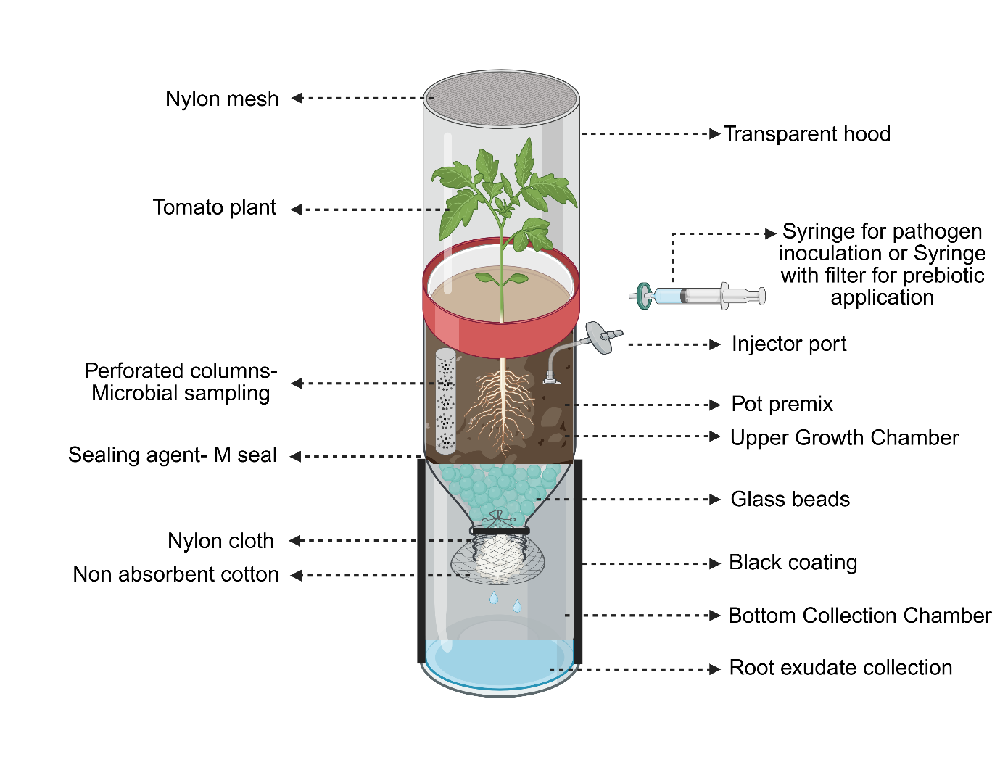 Nylon mesh
Transparent hood
Tomato plant
Syringe for pathogen
inoculation or Syringe
with filter for prebiotic
application
Injector port
Perforated columns-
Microbial sampling
Pot premix
Upper Growth Chamber
Sealing agent- M seal
Glass beads
Nylon cloth
Black coating
Non absorbent cotton
Bottom Collection Chamber
Root exudate collection